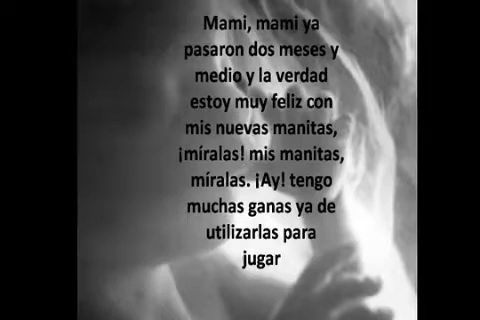 Mami, mami ya
pasaron dos meses y
medio y la verdad
estoy muy feliz con
mis nuevas manitas,
¡míralas! mis manitas,
míralas. ¡Ay! tengo
muchas ganas ya de
utilizarlas para
jugar